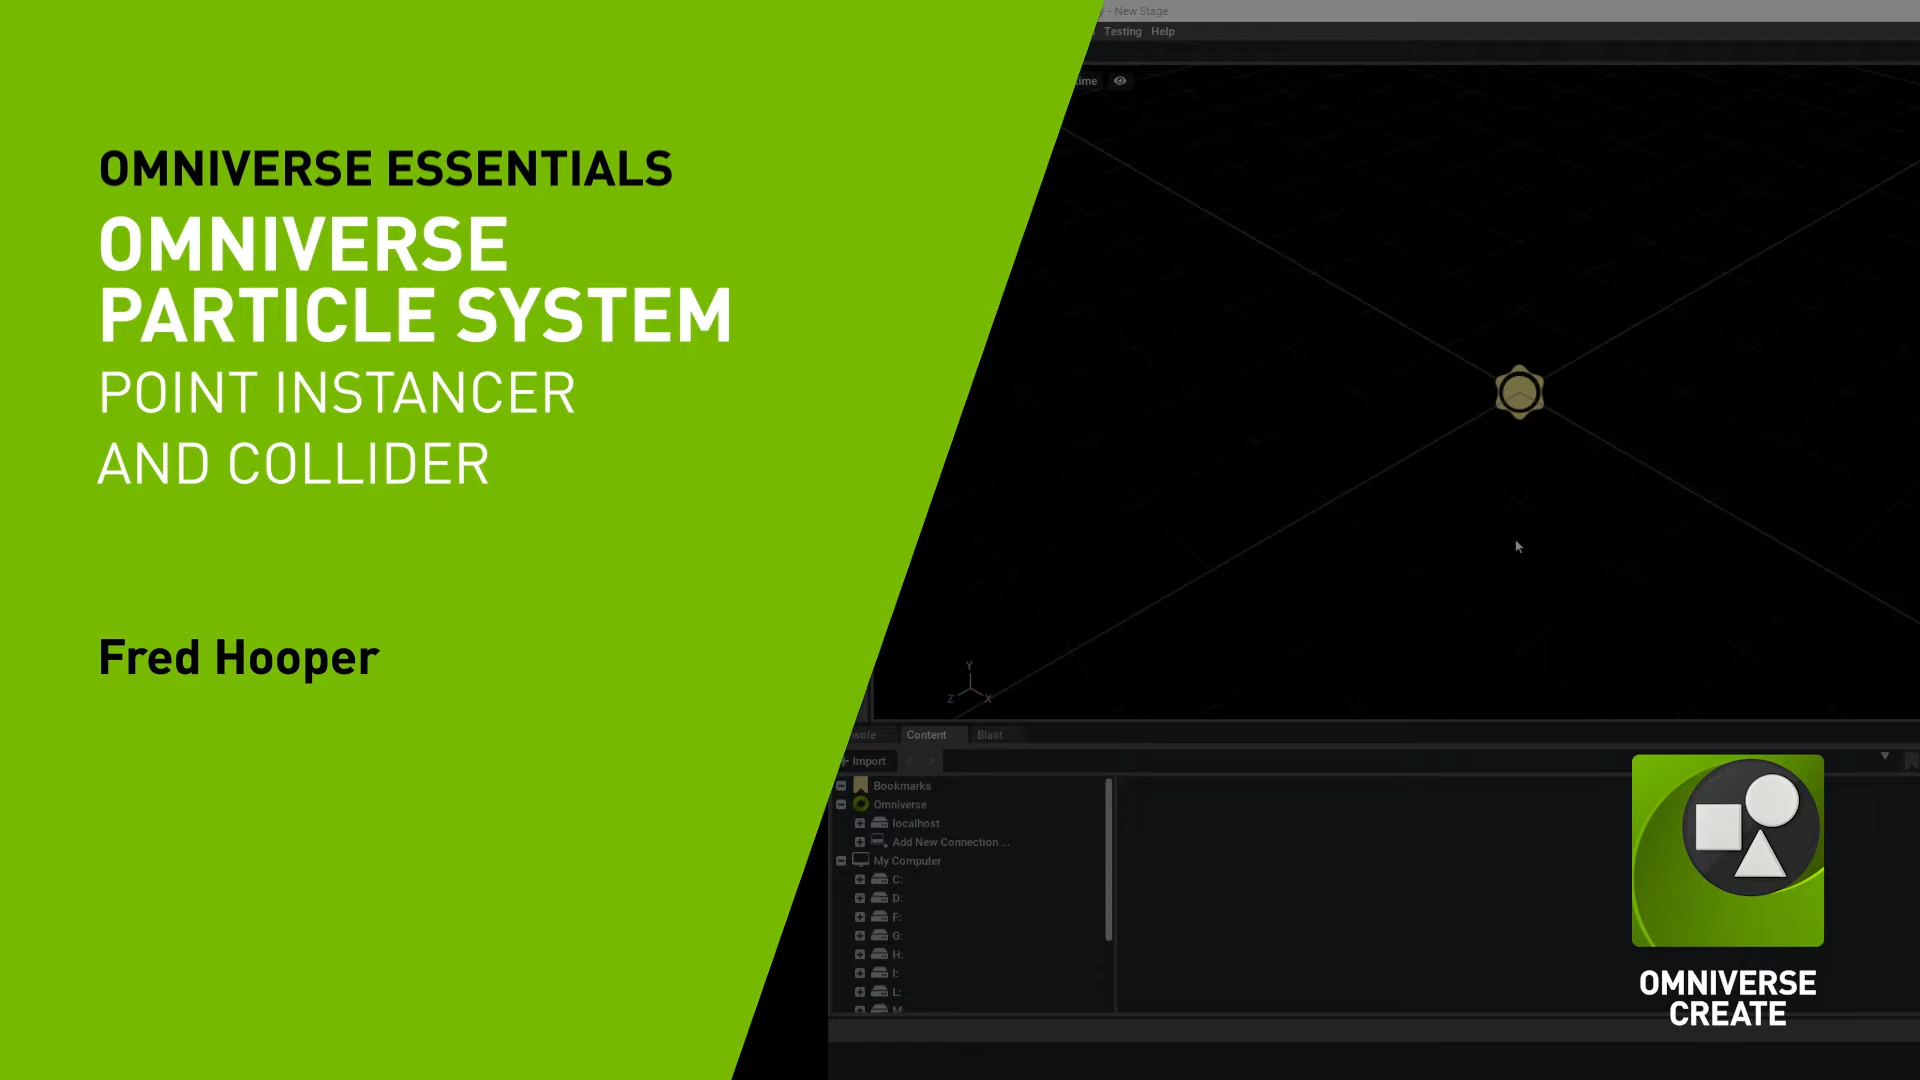 - New Stage
Testing Help
OMNIVERSE ESSENTIALS
OMNIVERSE
PARTICLE SYSTEM
POINT INSTANCER
AND COLLIDER
Fred Hooper
Y
Z X
Content Blast
Import
Bookmarks
Omniverse
localhost
Add New Connection ...
My Computer
C:
D:
F:
G:
H:
I:
L:
M:
OMNIVERSE
CREATE